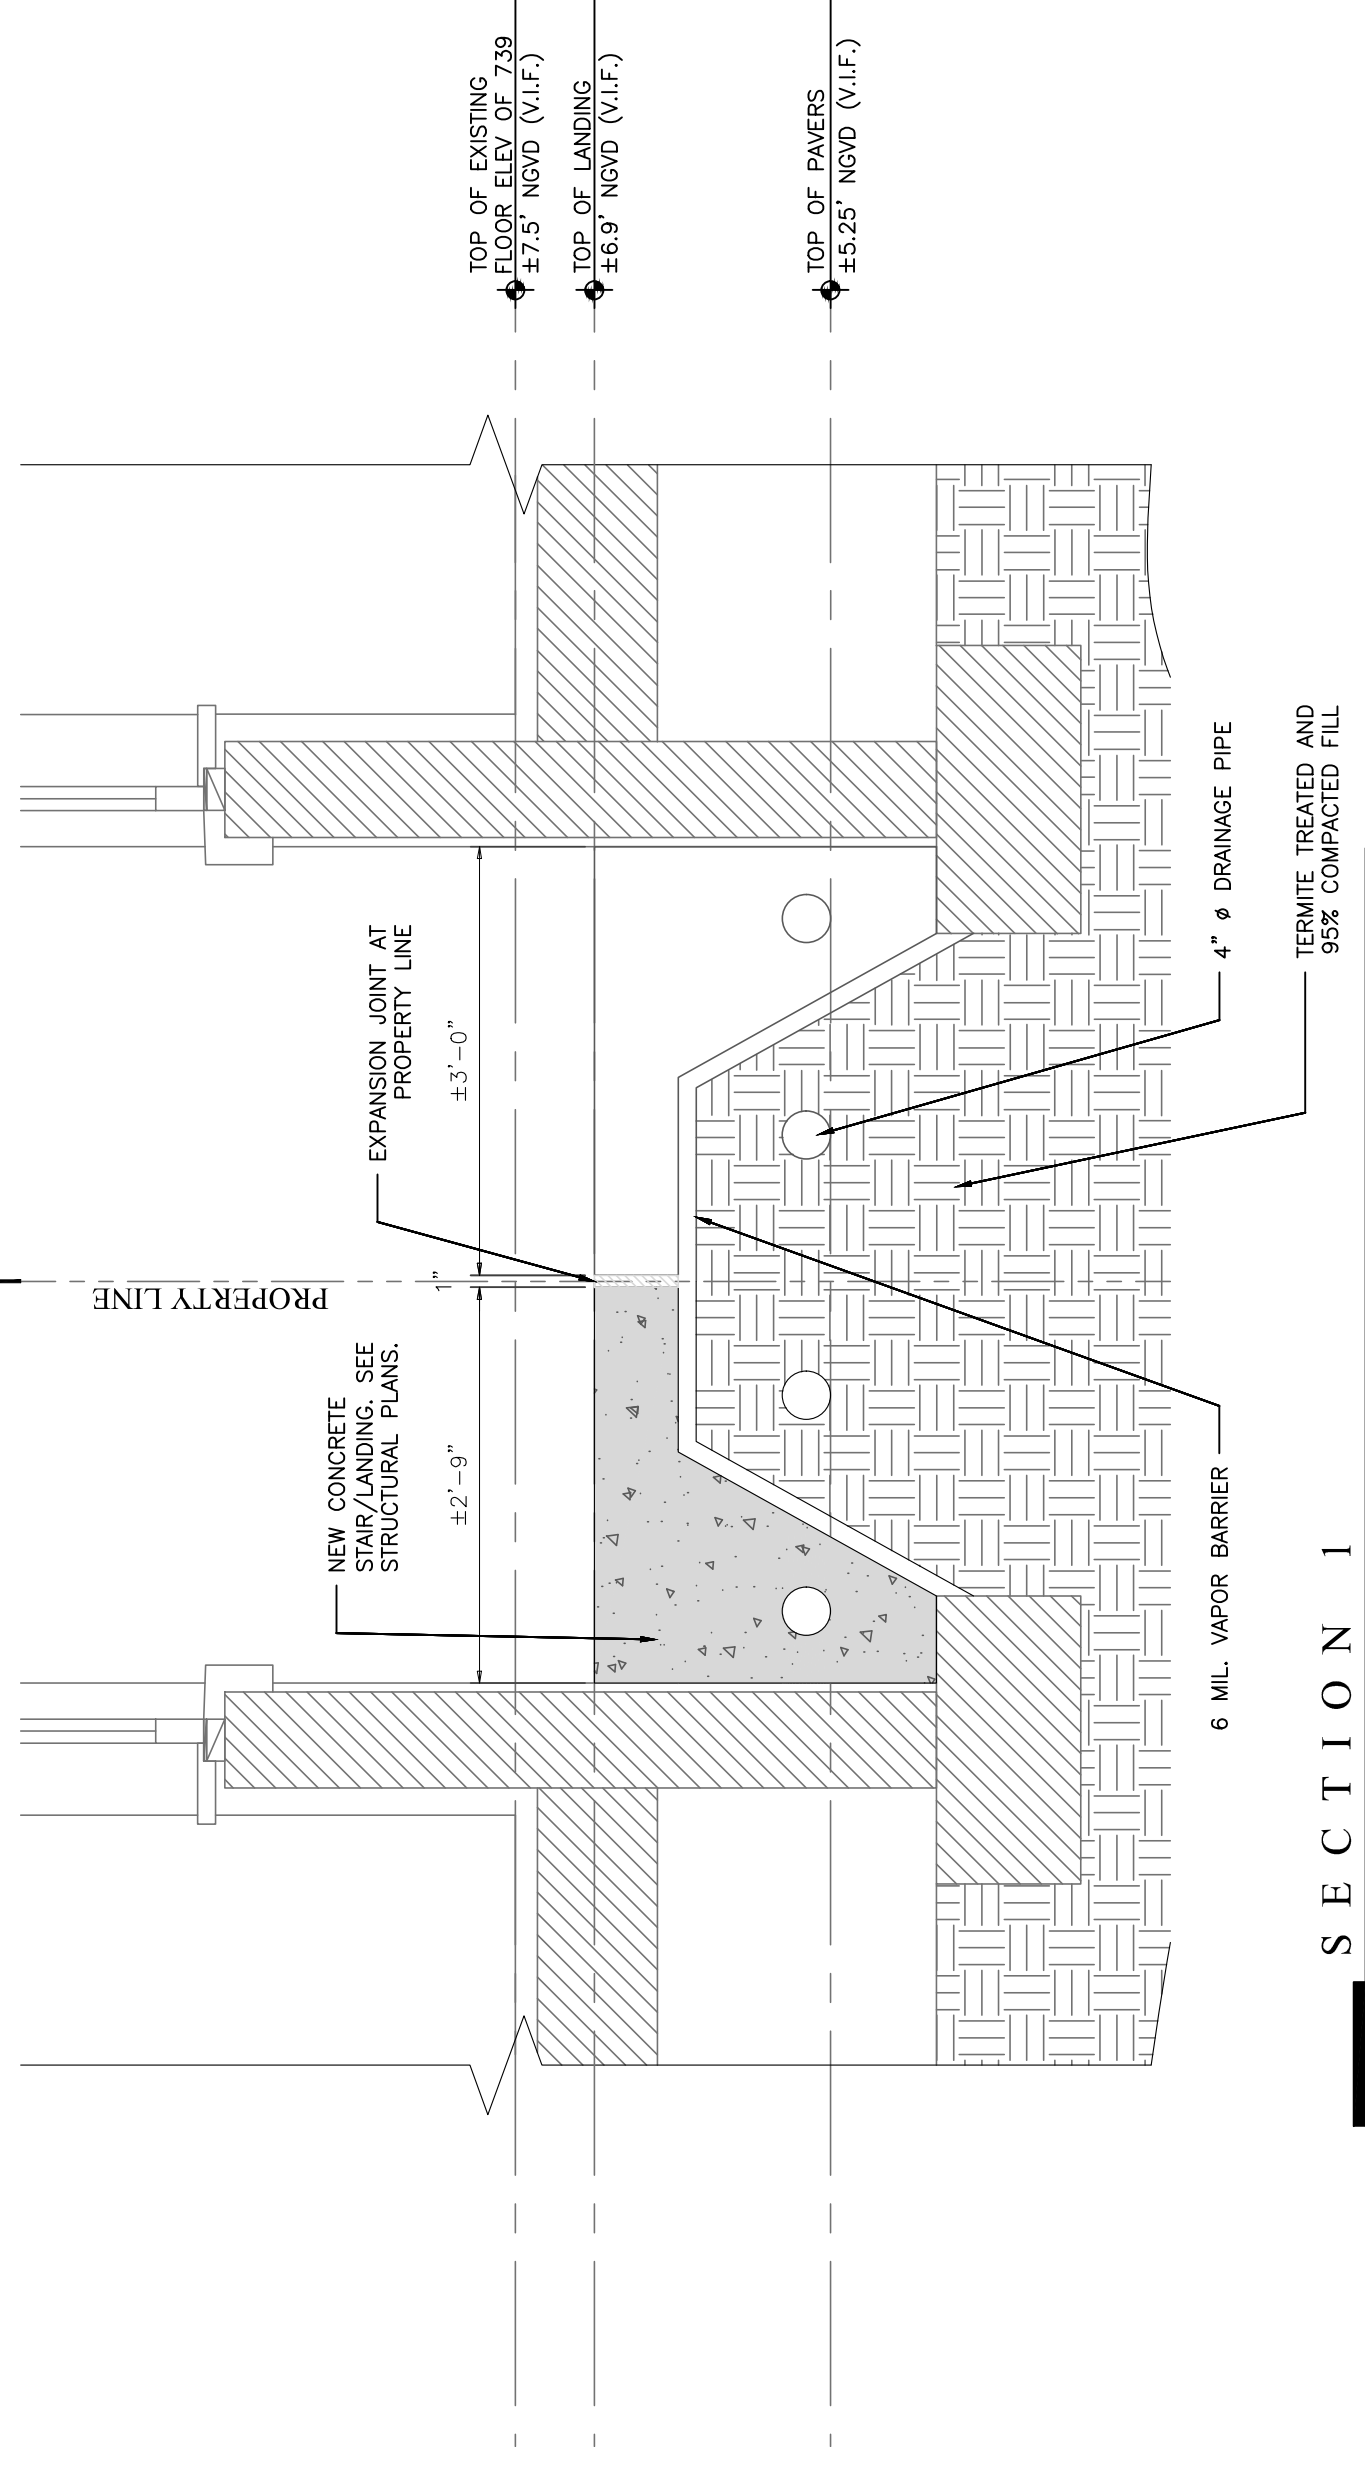 TOP OF EXISTING
FLOOR ELEV OF 739
±7.5' NGVD (V.I.F.)
TOP OF LANDING
±6.9' NGVD (V.I.F.)
TOP OF PAVERS
±5.25' NGVD (V.I.F.)
PROPERTY LINE
NEW CONCRETE
STAIR/LANDING. SEE
STRUCTURAL PLANS.
EXPANSION JOINT AT
PROPERTY LINE
±2'-9"
1"
±3'-0"
6 MIL. VAPOR BARRIER
4" ø DRAINAGE PIPE
TERMITE TREATED AND
95% COMPACTED FILL
SECTION 1